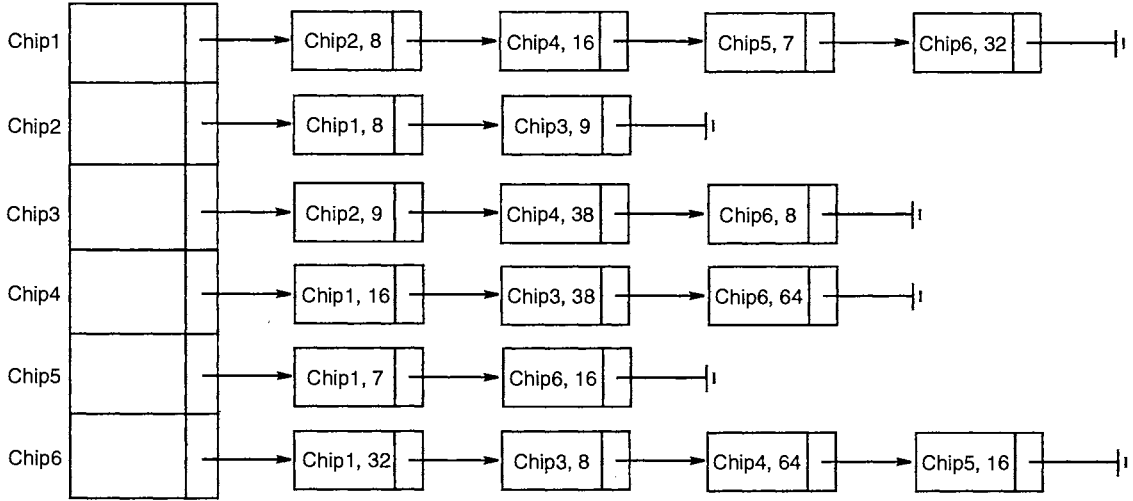 Chip1 Chip2, 8 Chip4, 16 Chip5, 7 Chip6, 32
Chip2 Chip1, 8 Chip3, 9
Chip3 Chip2, 9 Chip4, 38 Chip6, 8
Chip4 Chip1, 16 Chip3, 38 Chip6, 64
Chip5 Chip1, 7 Chip6, 16
Chip6 Chip1, 32 Chip3, 8 Chip4, 64 Chip5, 16